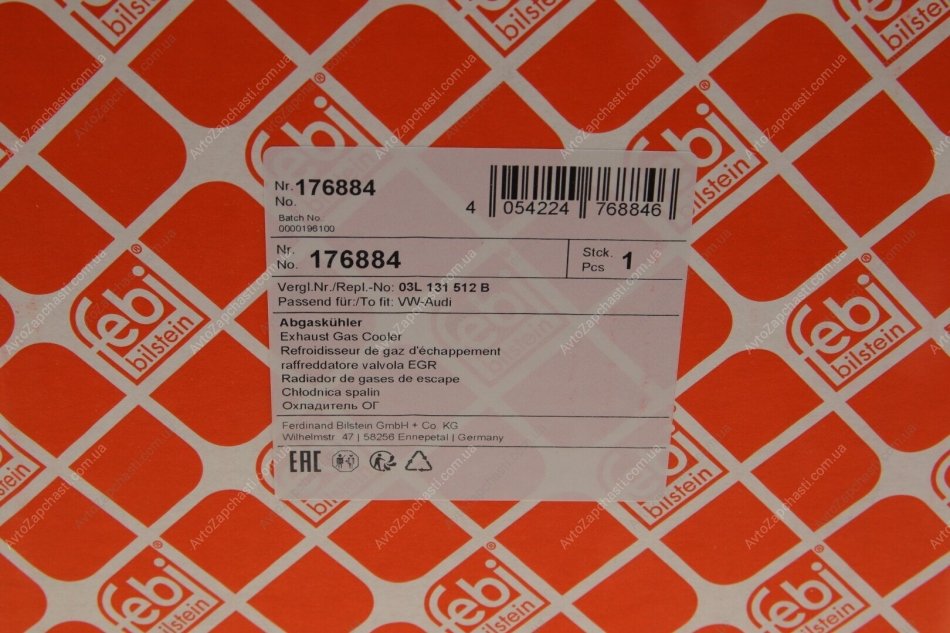 febi
bilstein
Nr. 176884
No.
Batch No.
0000196100
4 054224 768846
Nr.
No. 176884
Stck.
Pcs 1
Vergl.Nr./Repl.-No: 03L 131 512 B
Passend für:/To fit: VW-Audi
Abgaskühler
Exhaust Gas Cooler
Refroidisseur de gaz d'échappement
raffreddatore valvola EGR
Radiador de gases de escape
Chłodnica spalin
Охладитель ОГ
Ferdinand Bilstein GmbH + Co. KG
Wilhelmstr. 47 | 58256 Ennepetal | Germany
EAC
AvtoZapchasti.com.ua